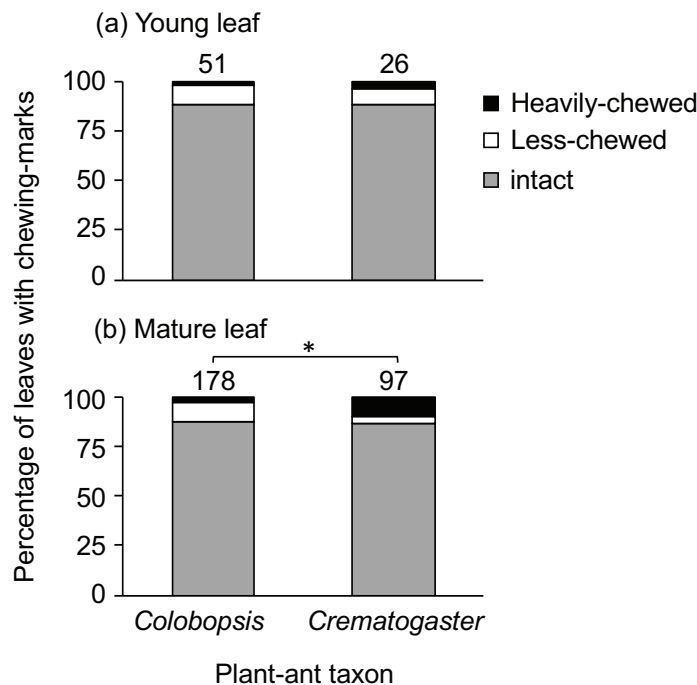 (a) Young leaf
51 26
100
75
50
25
0
Heavily-chewed
Less-chewed
intact
Percentage of leaves with chewing-marks
(b) Mature leaf
*
178 97
100
75
50
25
0
Colobopsis Crematogaster
Plant-ant taxon